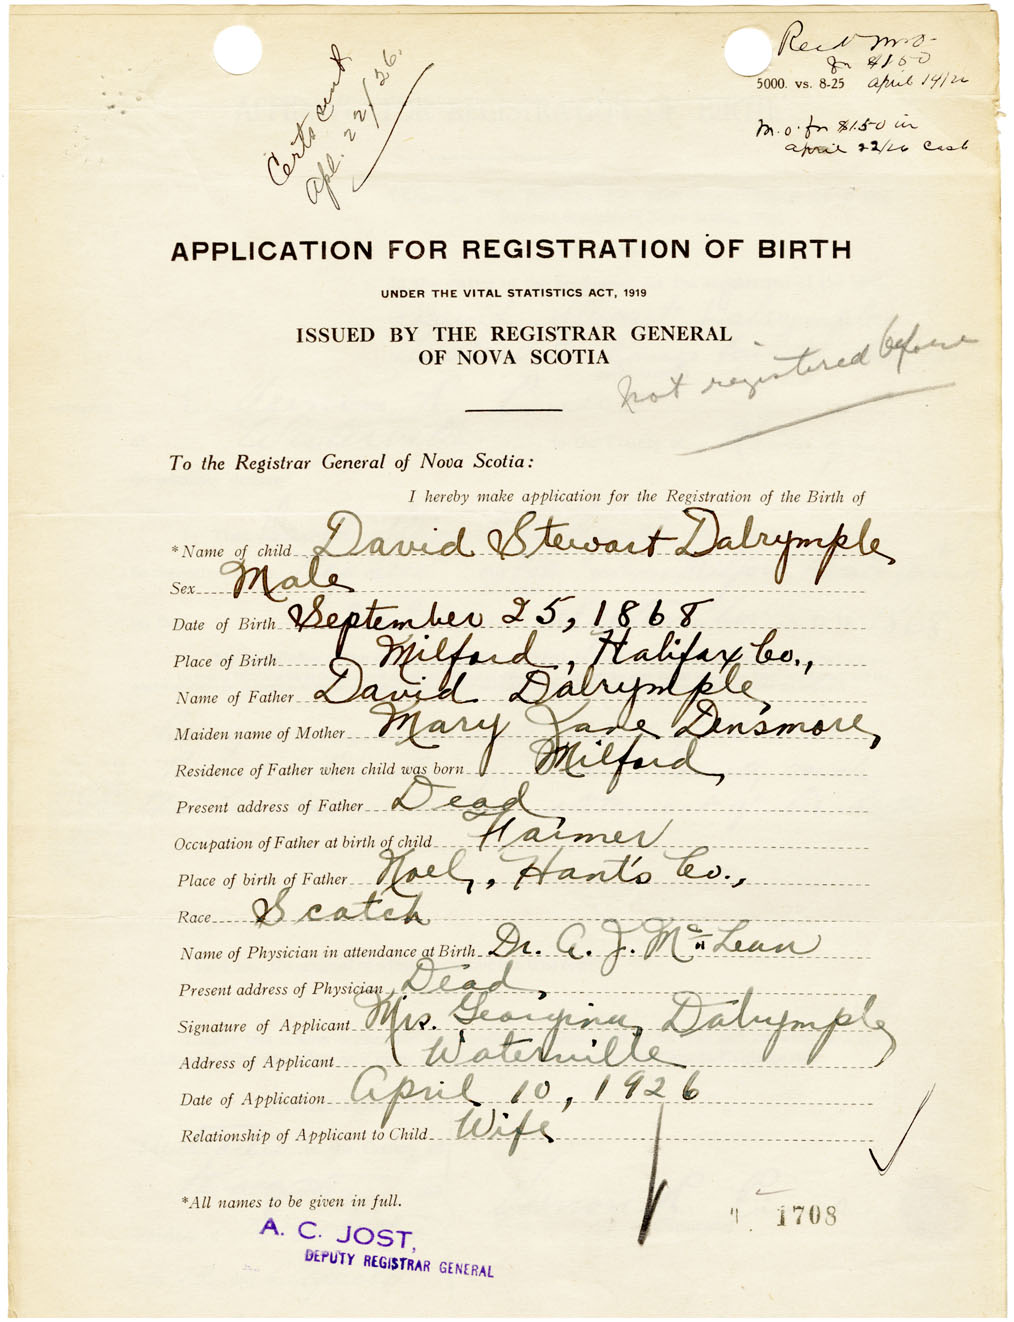 Certs sent
Apl. 22/26.
Recd M.O.
for $1.50
5000. vs. 8-25 April 14/26
M.O. for $1.50 in
April 22/26 Cash
APPLICATION FOR REGISTRATION OF BIRTH
UNDER THE VITAL STATISTICS ACT, 1919
ISSUED BY THE REGISTRAR GENERAL
OF NOVA SCOTIA
not registered before
To the Registrar General of Nova Scotia:
I hereby make application for the Registration of the Birth of
*Name of child David Stewart Dalrymple,
Sex Male
Date of Birth September 25, 1868
Place of Birth Milford, Halifax Co.,
Name of Father David Dalrymple,
Maiden name of Mother Mary Jane Densmore,
Residence of Father when child was born Milford,
Present address of Father Dead,
Occupation of Father at birth of child Farmer
Place of birth of Father Noel, Hant's Co.,
Race Scotch
Name of Physician in attendance at Birth Dr. A. J. McLean
Present address of Physician Dead,
Signature of Applicant Mrs. Georgina Dalrymple
Address of Applicant Waterville
Date of Application April 10, 1926
Relationship of Applicant to Child Wife
*All names to be given in full.
1708
A. C. JOST,
DEPUTY REGISTRAR GENERAL